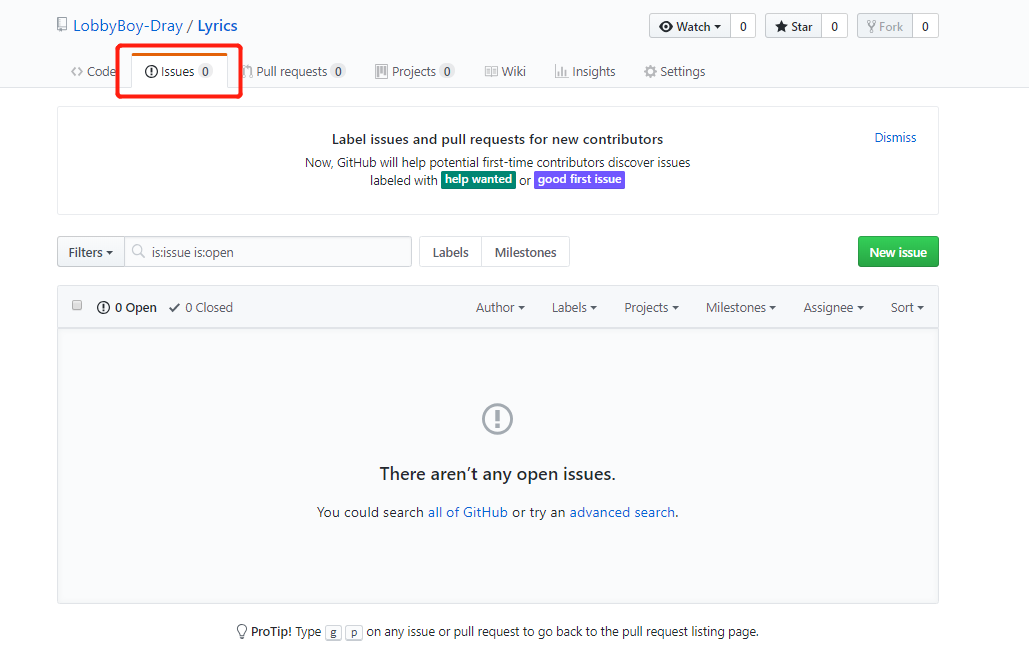 LobbyBoy-Dray / Lyrics Watch 0 Star 0 Fork 0
Code Issues 0 Pull requests 0 Projects 0 Wiki Insights Settings
Label issues and pull requests for new contributors Dismiss
Now, GitHub will help potential first-time contributors discover issues
labeled with help wanted or good first issue
Filters is:issue is:open Labels Milestones New issue
0 Open 0 Closed Author Labels Projects Milestones Assignee Sort
There aren’t any open issues.
You could search all of GitHub or try an advanced search.
ProTip! Type g p on any issue or pull request to go back to the pull request listing page.